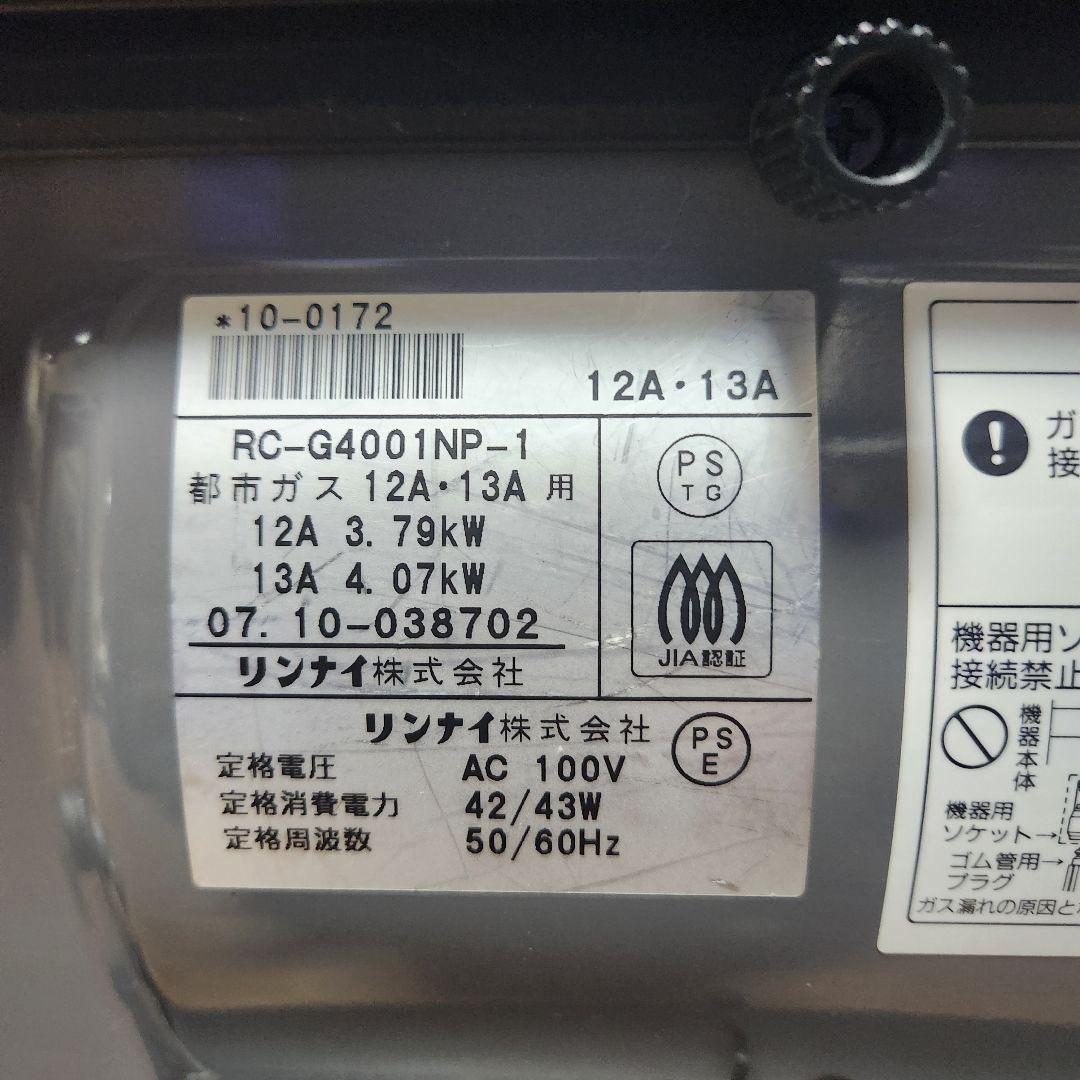 *10-0172
12A・13A
RC-G4001NP-1
都市ガス 12A・13A 用
12A 3.79kW
13A 4.07kW
07.10-038702
リンナイ株式会社
PS
TG
JIA認証
リンナイ株式会社
PS
E
定格電圧 AC 100V
定格消費電力 42/43W
定格周波数 50/60Hz
!
ガ
接
機器用ソ
接続禁止
機器本体
機器用
ソケット→
ゴム管用→
プラグ
ガス漏れの原因と